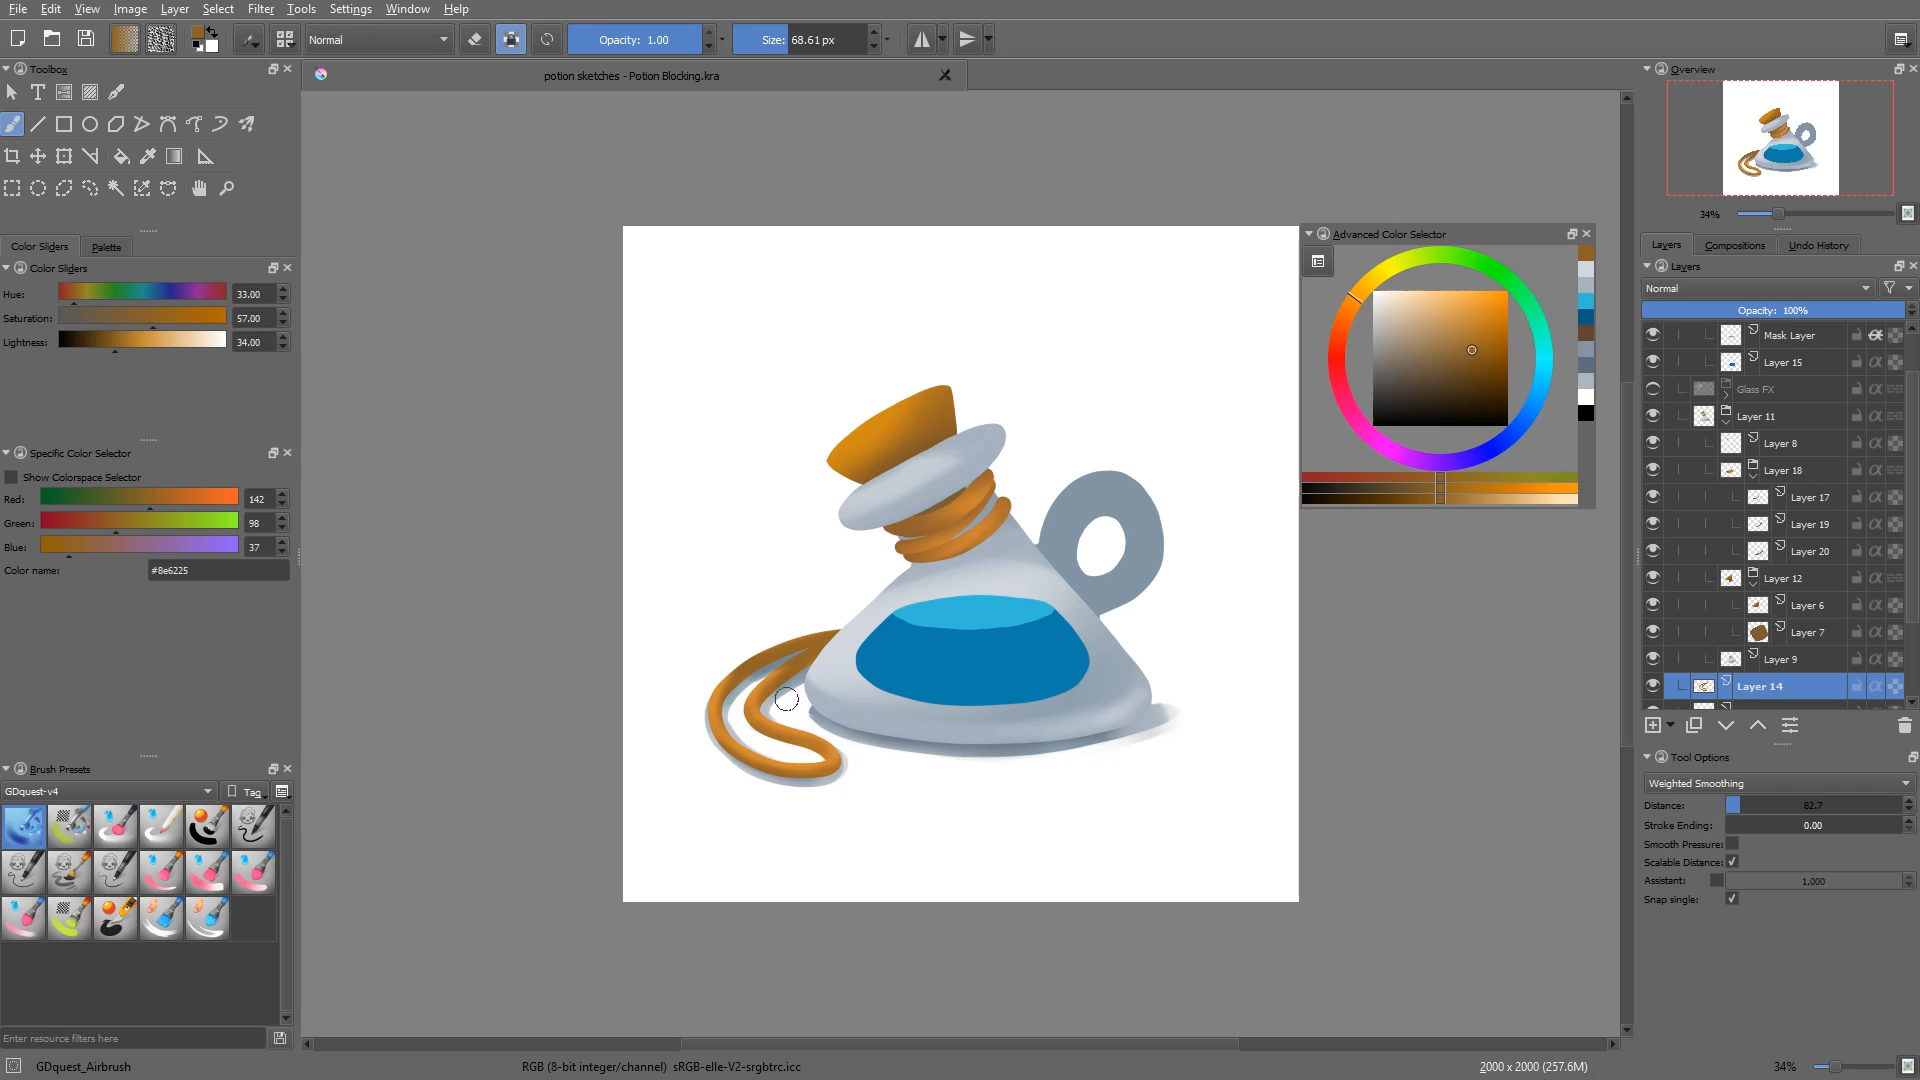 File Edit View Image Layer Select Filter Tools Settings Window Help
Normal
Opacity: 1.00
Size: 68.61 px
Toolbox
potion sketches - Potion Blocking.kra
Overview
34%
Color Sliders Palette
Color Sliders
Hue: 33.00
Saturation: 57.00
Lightness: 34.00
Advanced Color Selector
Layers Compositions Undo History
Layers
Normal
Opacity: 100%
Mask Layer
Layer 15
Glass FX
Layer 11
Layer 8
Layer 18
Layer 17
Layer 19
Layer 20
Layer 12
Layer 6
Layer 7
Layer 9
Layer 14
Specific Color Selector
Show Colorspace Selector
Red: 142
Green: 98
Blue: 37
Color name: #8e6225
Brush Presets
GDquest-v4
Tag
Enter resource filters here
Tool Options
Weighted Smoothing
Distance: 82.7
Stroke Ending: 0.00
Smooth Pressure:
Scalable Distance:
Assistant: 1,000
Snap single:
GDquest_Airbrush
RGB (8-bit integer/channel) sRGB-elle-V2-srgbtrc.icc
2000 x 2000 (257.6M)
34%